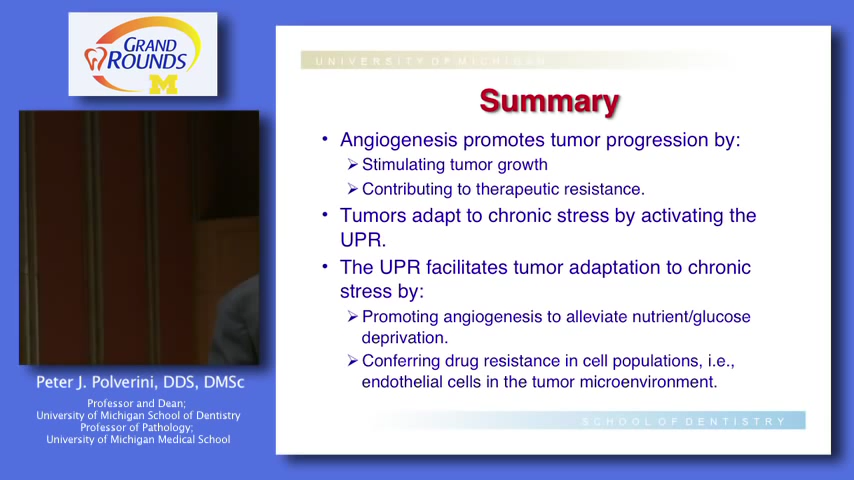 GRAND
ROUNDS
M
UNIVERSITY OF MICHIGAN
Summary
• Angiogenesis promotes tumor progression by:
➢ Stimulating tumor growth
➢ Contributing to therapeutic resistance.
• Tumors adapt to chronic stress by activating the
UPR.
• The UPR facilitates tumor adaptation to chronic
stress by:
➢ Promoting angiogenesis to alleviate nutrient/glucose
deprivation.
➢ Conferring drug resistance in cell populations, i.e.,
endothelial cells in the tumor microenvironment.
SCHOOL OF DENTISTRY
Peter J. Polverini, DDS, DMSc
Professor and Dean;
University of Michigan School of Dentistry
Professor of Pathology;
University of Michigan Medical School